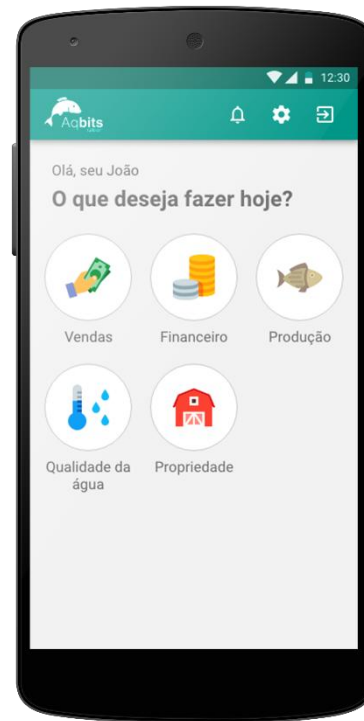 12:30
Aqbits
Olá, seu João
O que deseja fazer hoje?
Vendas
Financeiro
Produção
Qualidade da
água
Propriedade